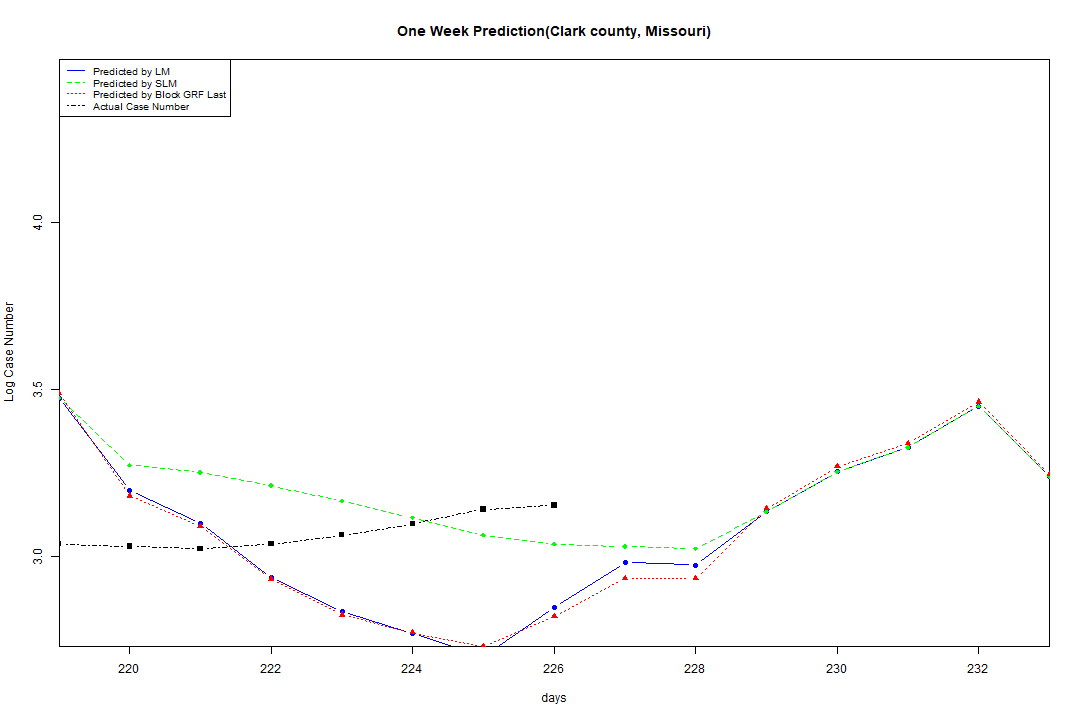 One Week Prediction(Clark county, Missouri)
Predicted by LM
Predicted by SLM
Predicted by Block GRF Last
Actual Case Number
Log Case Number
4.0
3.5
3.0
220 222 224 226 228 230 232
days